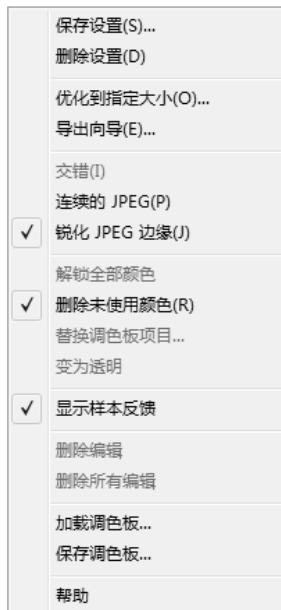 保存设置(S)...
删除设置(D)
优化到指定大小(O)...
导出向导(E)...
交错(I)
连续的 JPEG(P)
锐化 JPEG 边缘(J)
解锁全部颜色
删除未使用颜色(R)
替换调色板项目...
变为透明
显示样本反馈
删除编辑
删除所有编辑
加载调色板...
保存调色板...
帮助